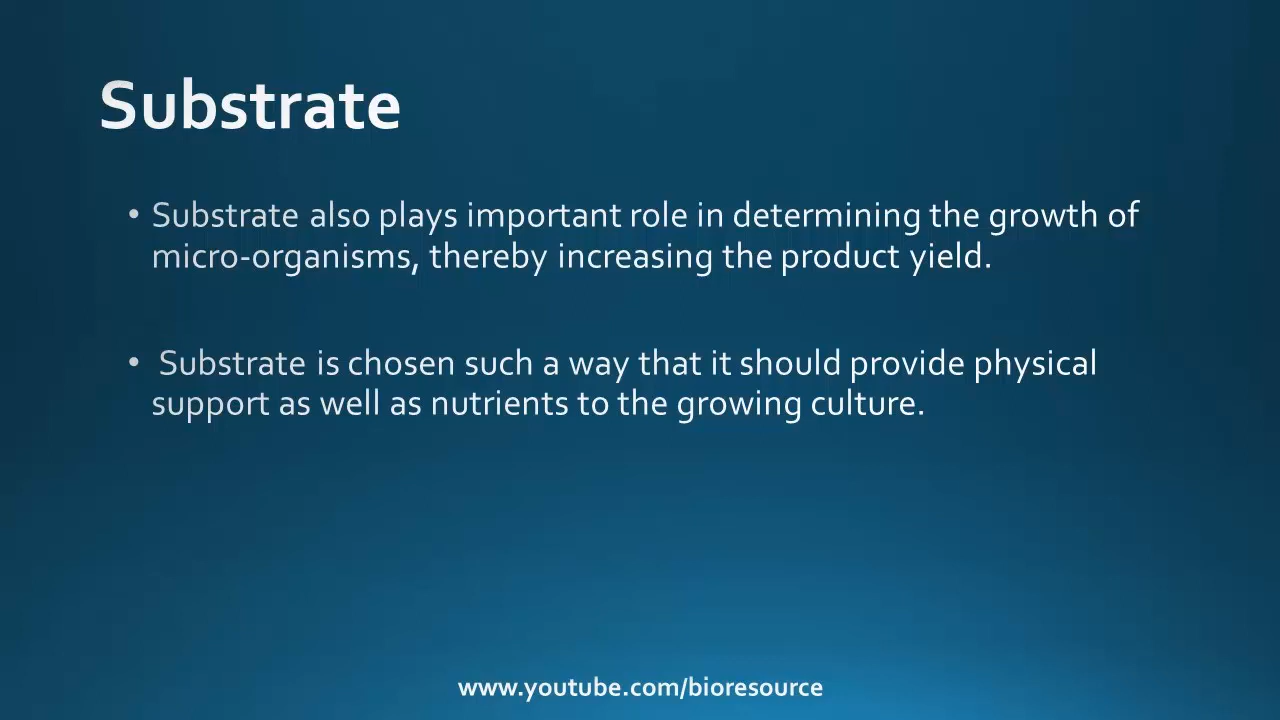 Substrate
• Substrate also plays important role in determining the growth of
micro-organisms, thereby increasing the product yield.
• Substrate is chosen such a way that it should provide physical
support as well as nutrients to the growing culture.
www.youtube.com/bioresource